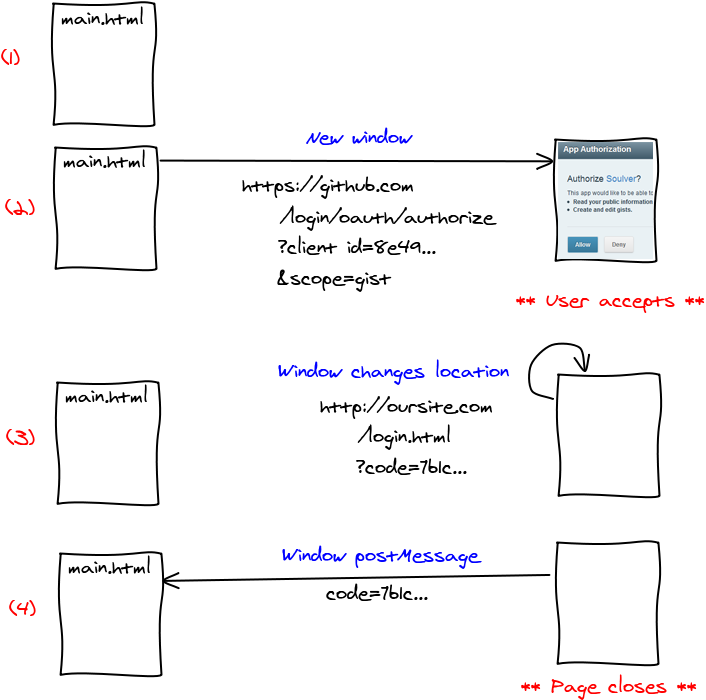 main.html
(1)
New window
main.html
App Authorization
https://github.com
Authorize Soulver?
This app would like to be able to
/login/oauth/authorize
• Read your public information
(2)
• Create and edit gists.
?client id=8e49...
Allow Deny
&scope=gist
** User accepts **
Window changes location
main.html
http://oursite.com
(3)
/login.html
?code=7b1c...
Window postMessage
main.html
code=7b1c...
(4)
** Page closes **